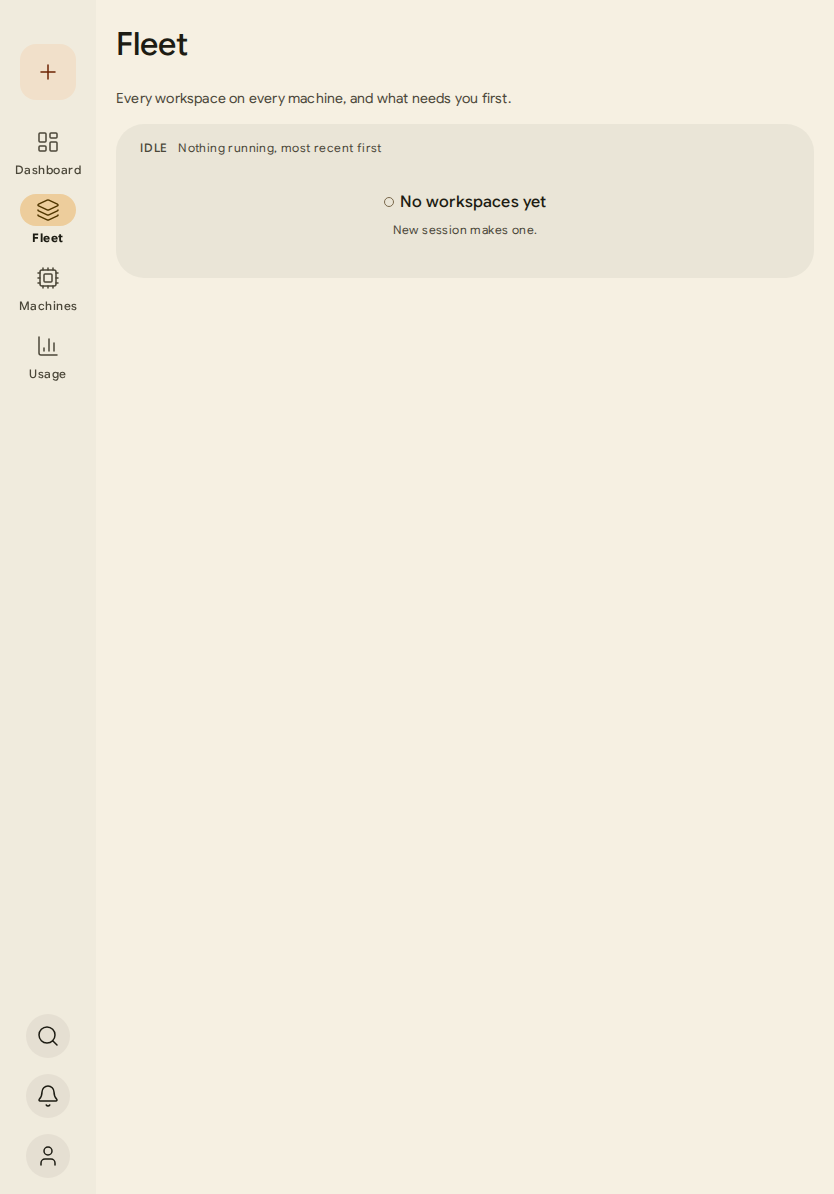 Fleet
Every workspace on every machine, and what needs you first.
IDLE Nothing running, most recent first
No workspaces yet
New session makes one.
Dashboard
Fleet
Machines
Usage